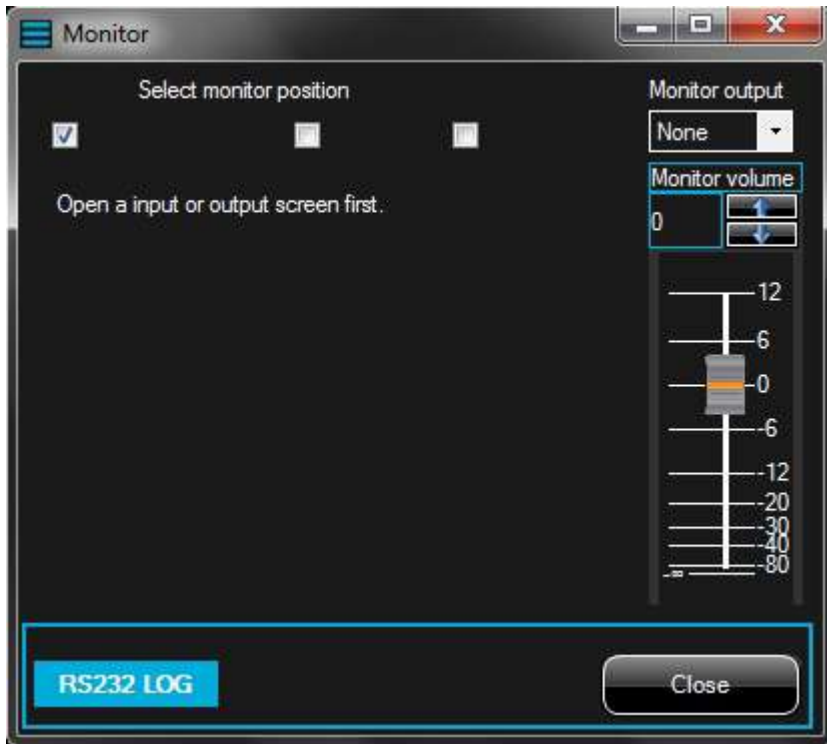 Monitor
Select monitor position
Monitor output
None
Monitor volume
0
Open a input or output screen first.
12
6
0
-6
-12
-20
-30
-40
-80
-∞
RS232 LOG
Close